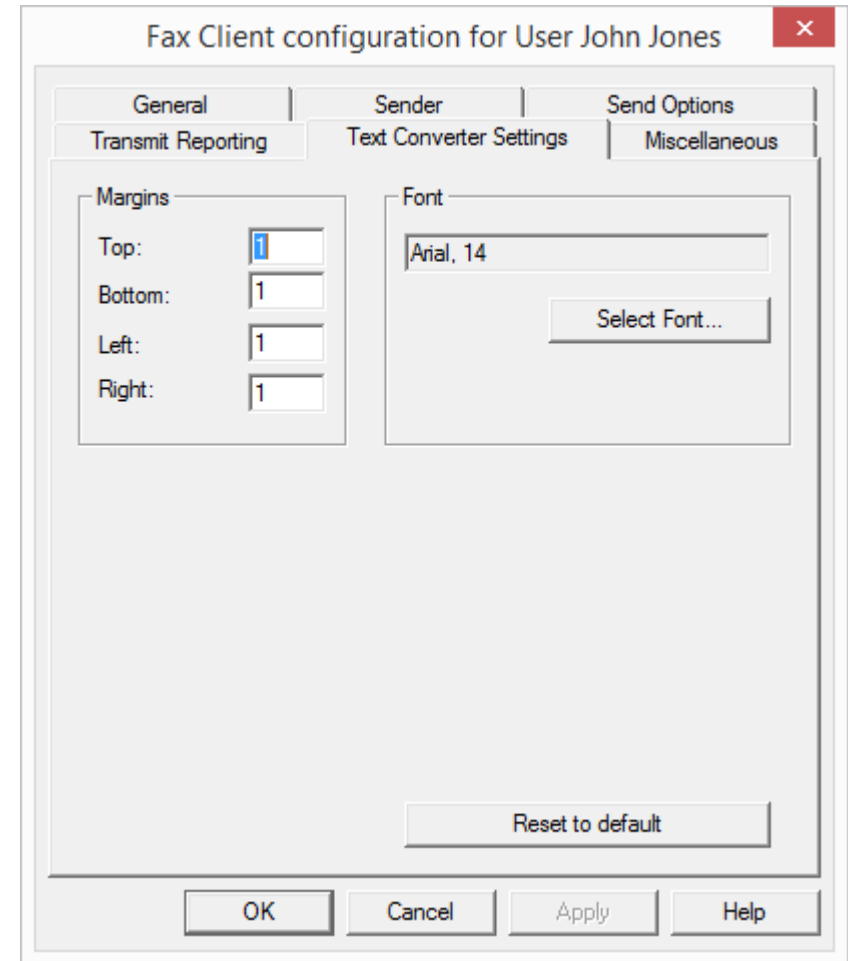 Fax Client configuration for User John Jones
General Sender Send Options
Transmit Reporting Text Converter Settings Miscellaneous
Margins Font
Top: 1 Arial, 14
Bottom: 1 Select Font...
Left: 1
Right: 1
Reset to default
OK Cancel Apply Help